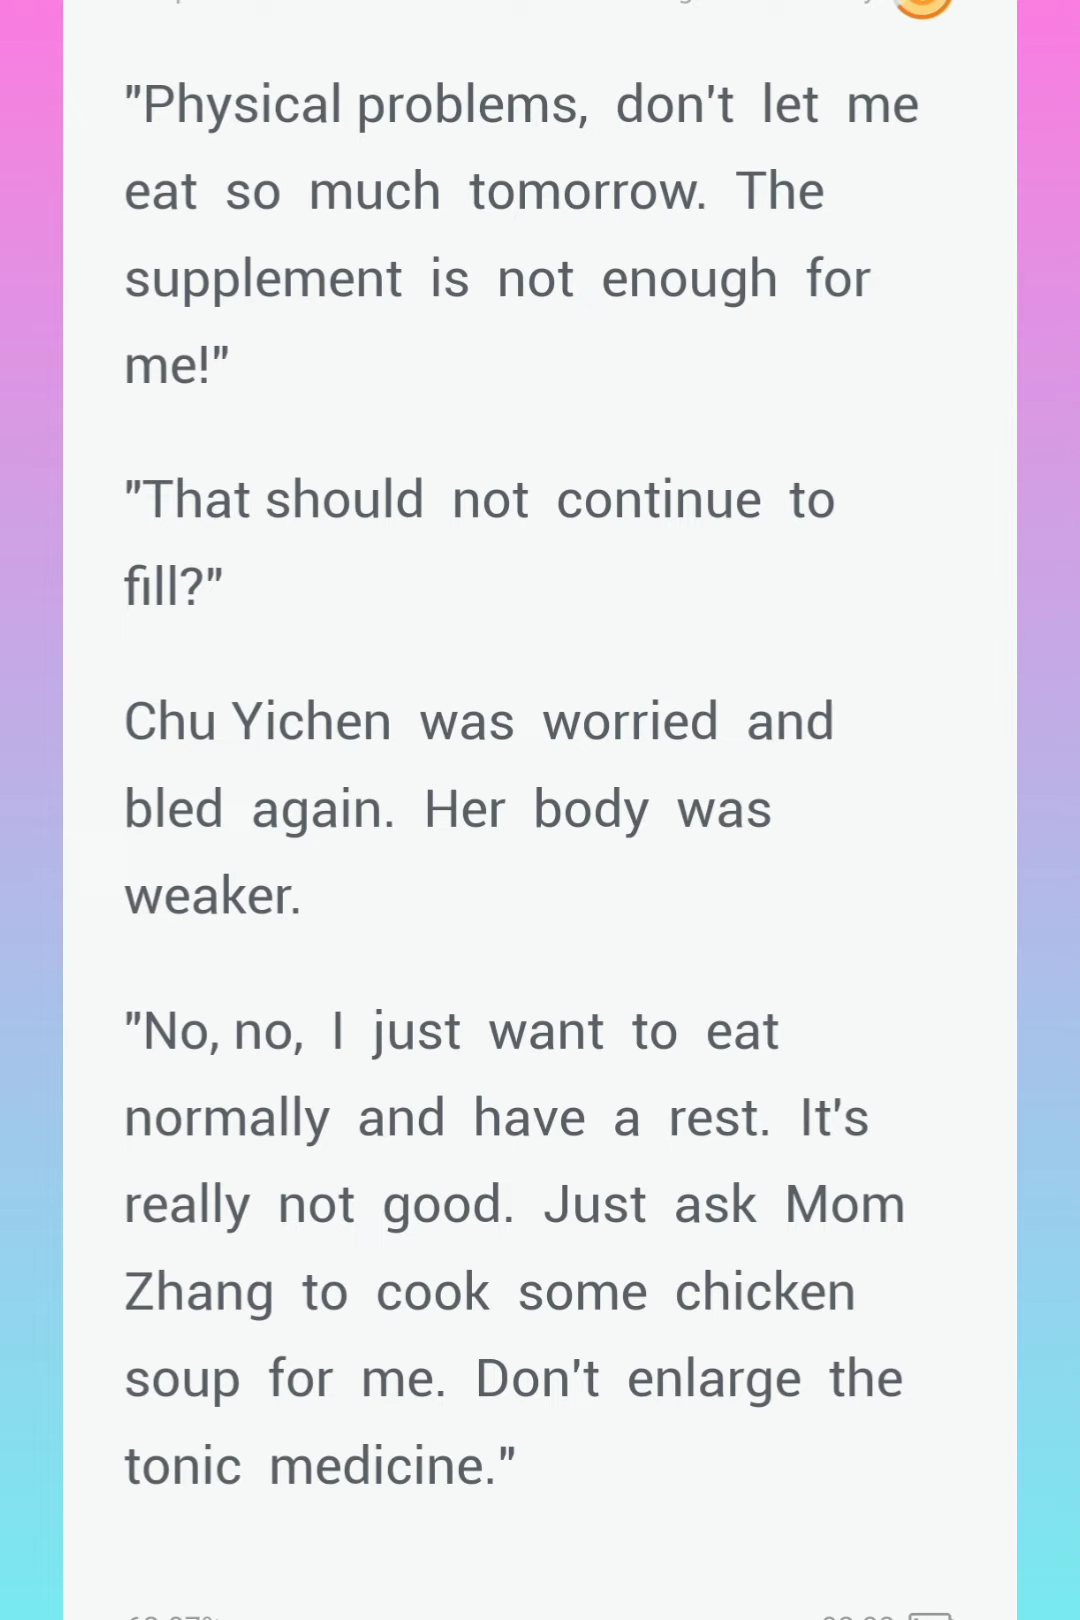 "Physical problems, don't let me
eat so much tomorrow. The
supplement is not enough for
me!"
"That should not continue to
fill?"
Chu Yichen was worried and
bled again. Her body was
weaker.
"No, no, I just want to eat
normally and have a rest. It's
really not good. Just ask Mom
Zhang to cook some chicken
soup for me. Don't enlarge the
tonic medicine."